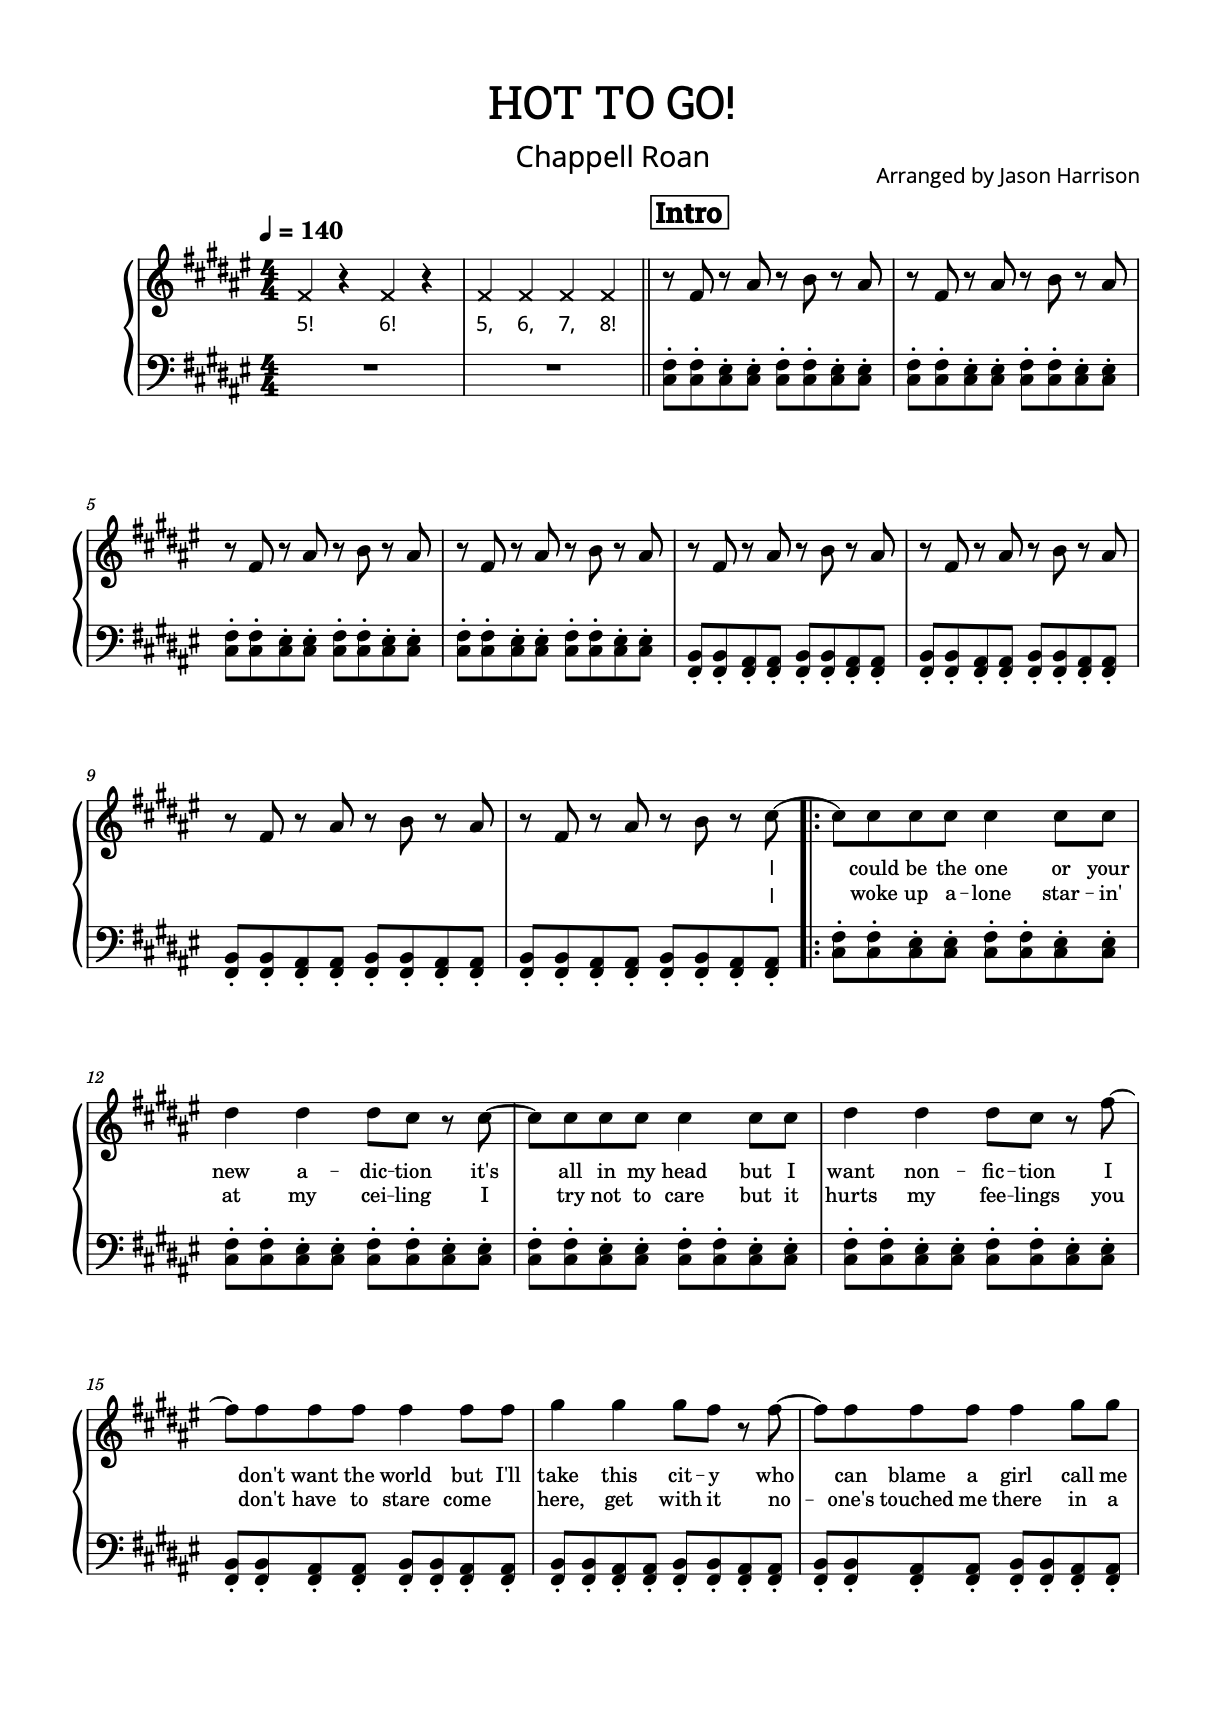 HOT TO GO!
Chappell Roan
Arranged by Jason Harrison
Intro
= 140
5! 6! 5, 6, 7, 8!
5
9
I could be the one or your
I woke up a-lone star-in'
12
new a-dic-tion it's all in my head but I want non-fic-tion I
at my cei-ling I try not to care but it hurts my fee-lings you
15
don't want the world but I'll take this cit-y who can blame a girl call me
don't have to stare come here, get with it no-one's touched me there in a